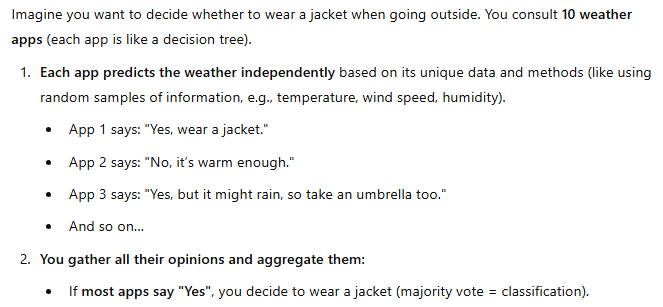 Imagine you want to decide whether to wear a jacket when going outside. You consult 10 weather
apps (each app is like a decision tree).
1. Each app predicts the weather independently based on its unique data and methods (like using
random samples of information, e.g., temperature, wind speed, humidity).
• App 1 says: "Yes, wear a jacket."
• App 2 says: "No, it's warm enough."
• App 3 says: "Yes, but it might rain, so take an umbrella too."
• And so on...
2. You gather all their opinions and aggregate them:
• If most apps say "Yes", you decide to wear a jacket (majority vote = classification).